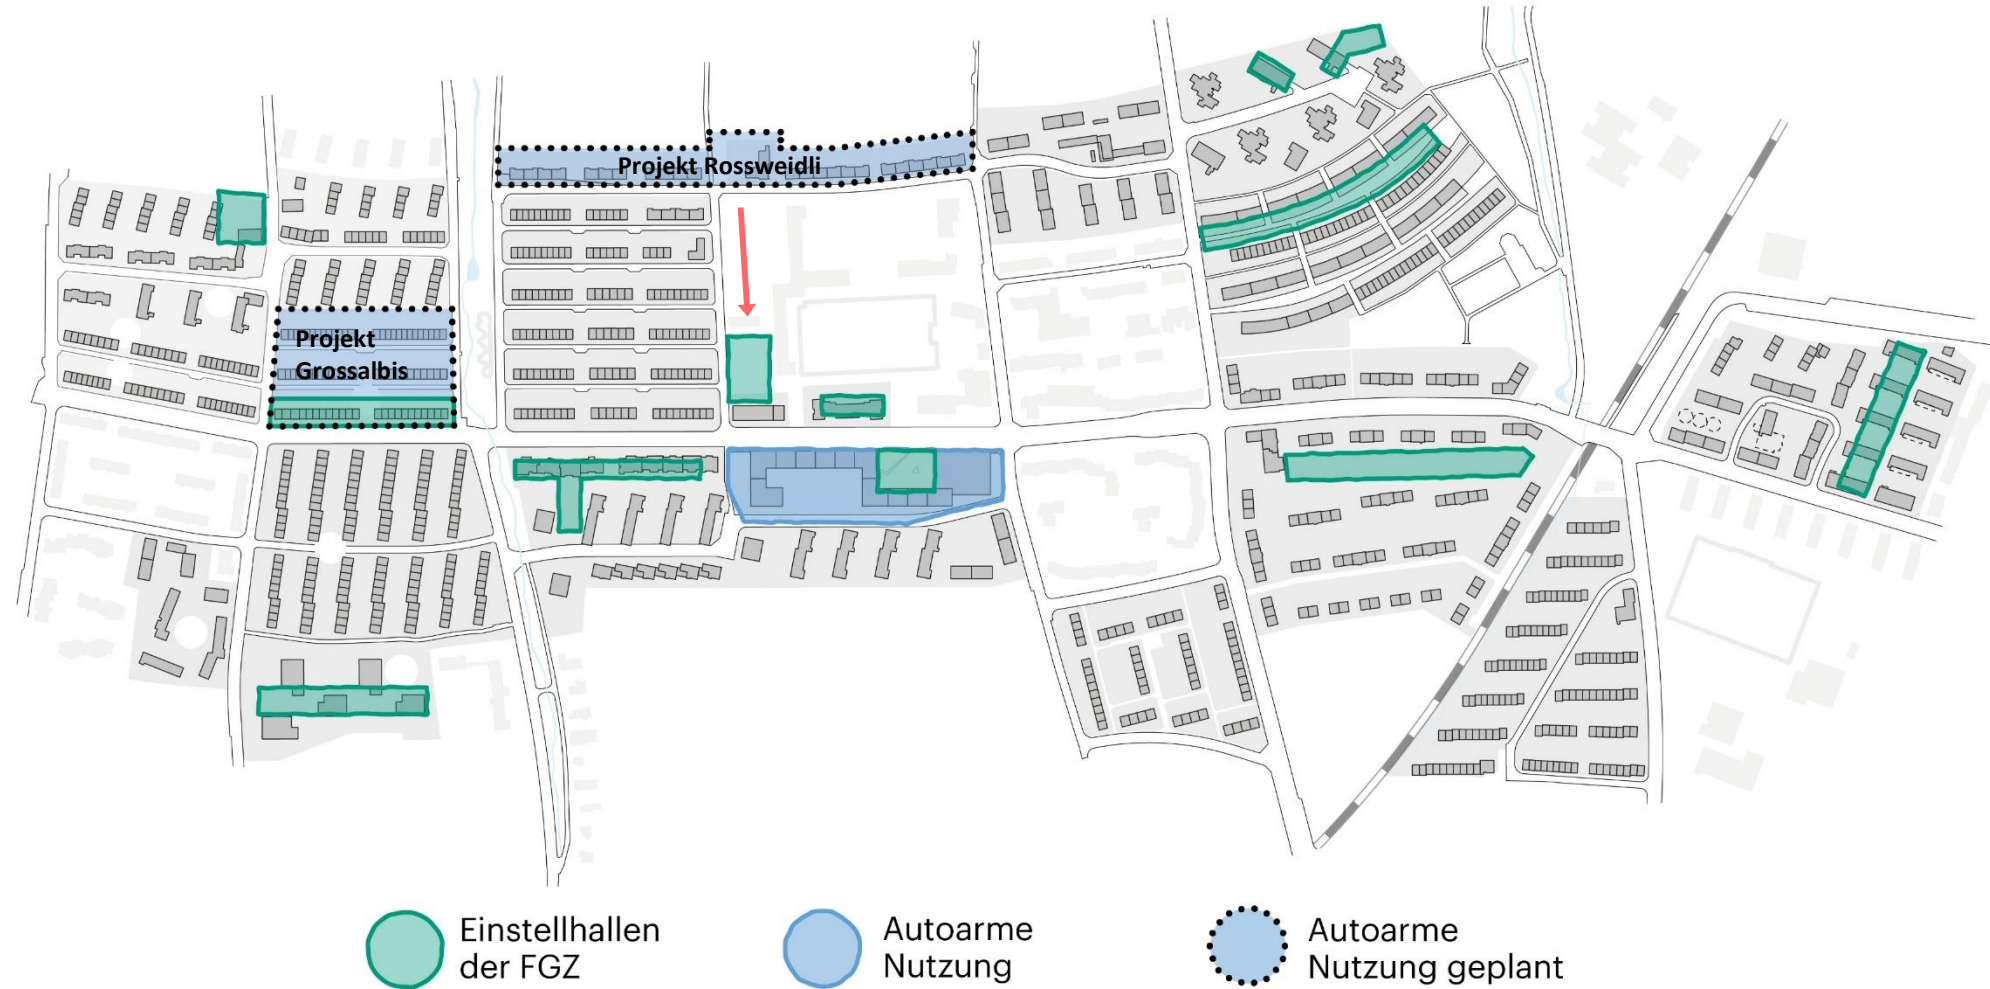 Projekt Rossweidli
Projekt
Grossalbis
Einstellhallen
der FGZ
Autoarme
Nutzung
Autoarme
Nutzung geplant